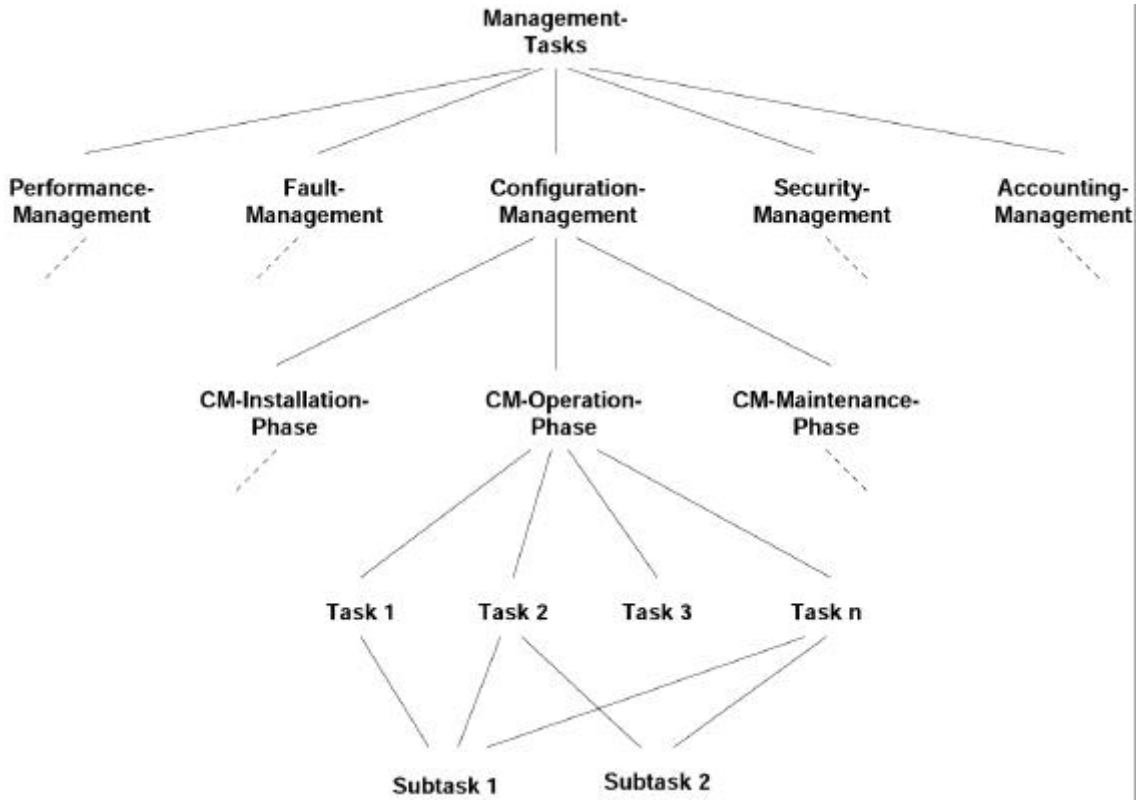 Management-
Tasks
Performance-
Management
Fault-
Management
Configuration-
Management
Security-
Management
Accounting-
Management
CM-Installation-
Phase
CM-Operation-
Phase
CM-Maintenance-
Phase
Task 1
Task 2
Task 3
Task n
Subtask 1
Subtask 2